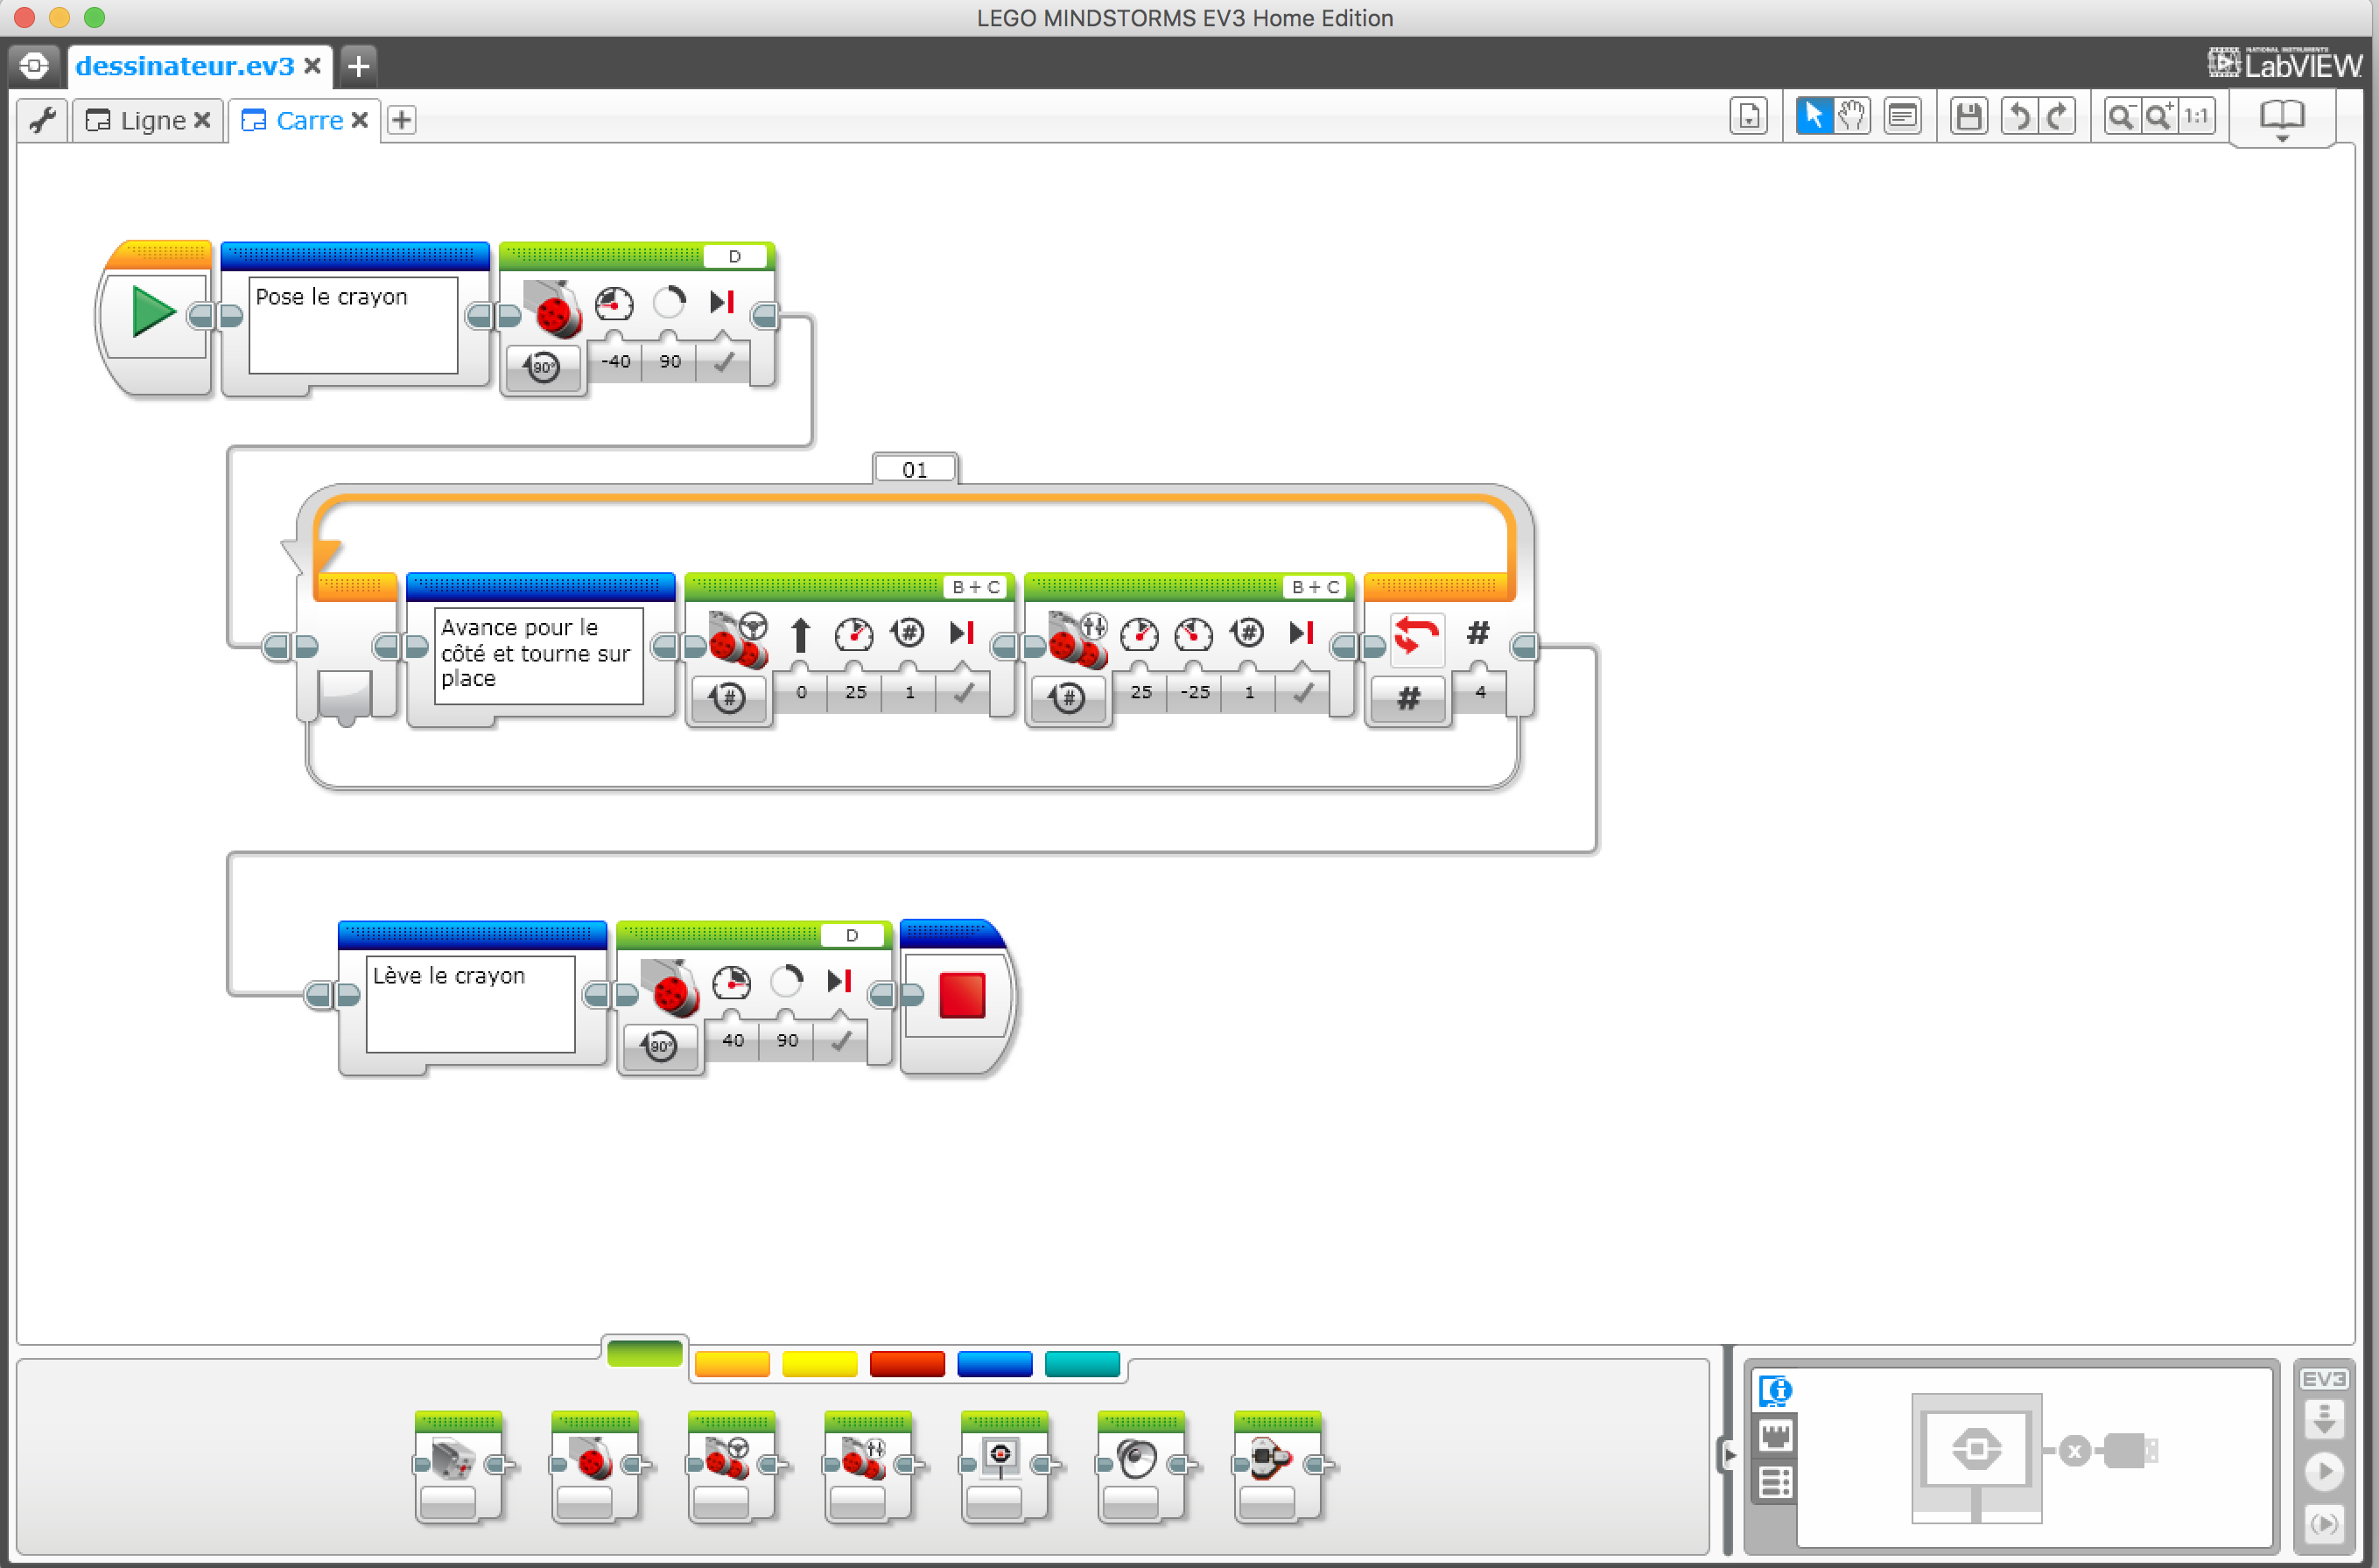 LEGO MINDSTORMS EV3 Home Edition
dessinateur.ev3
NATIONAL INSTRUMENTS
LabVIEW
Ligne
Carre
1:1
D
Pose le crayon
90°
-40
90
01
B + C
B + C
Avance pour le
côté et tourne sur
place
#
#
#
#
0
25
1
#
25
-25
1
#
4
D
Lève le crayon
90°
40
90
EV3